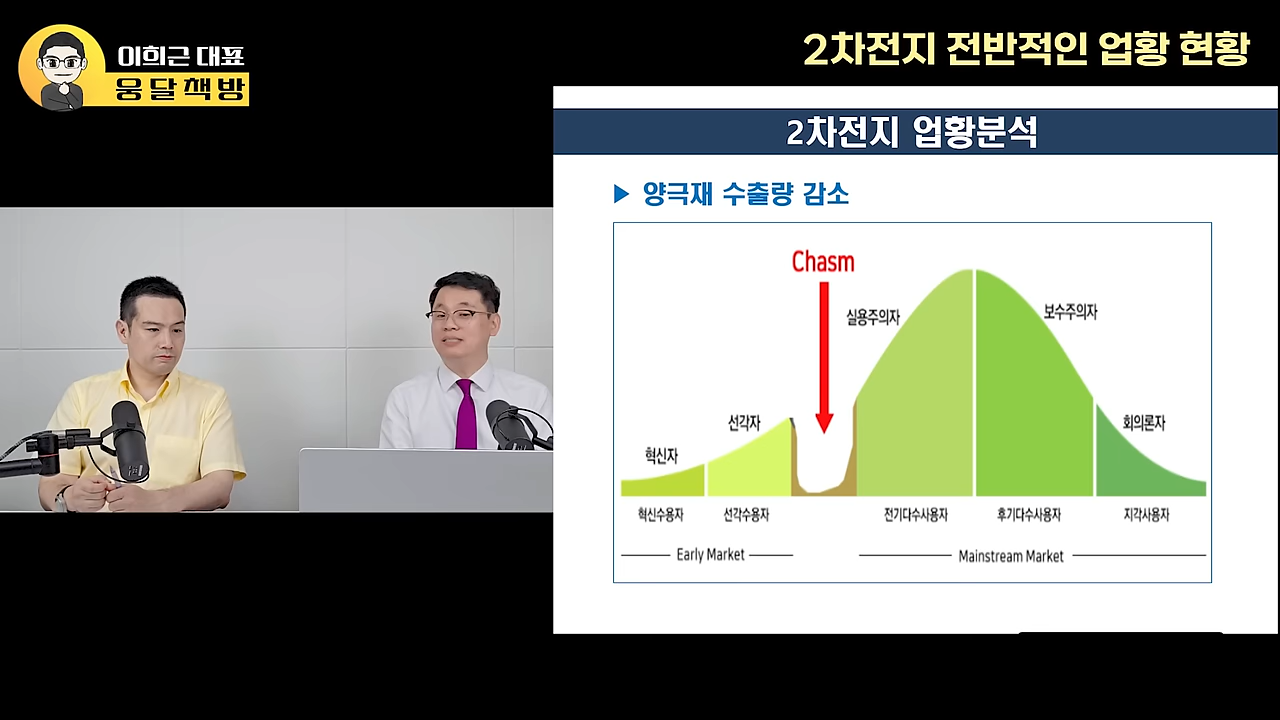 이희근 대표
웅달책방
2차전지 전반적인 업황 현황
2차전지 업황분석
▶ 양극재 수출량 감소
Chasm
실용주의자
보수주의자
선각자
회의론자
혁신자
혁신수용자
선각수용자
전기다수사용자
후기다수사용자
지각사용자
Early Market
Mainstream Market